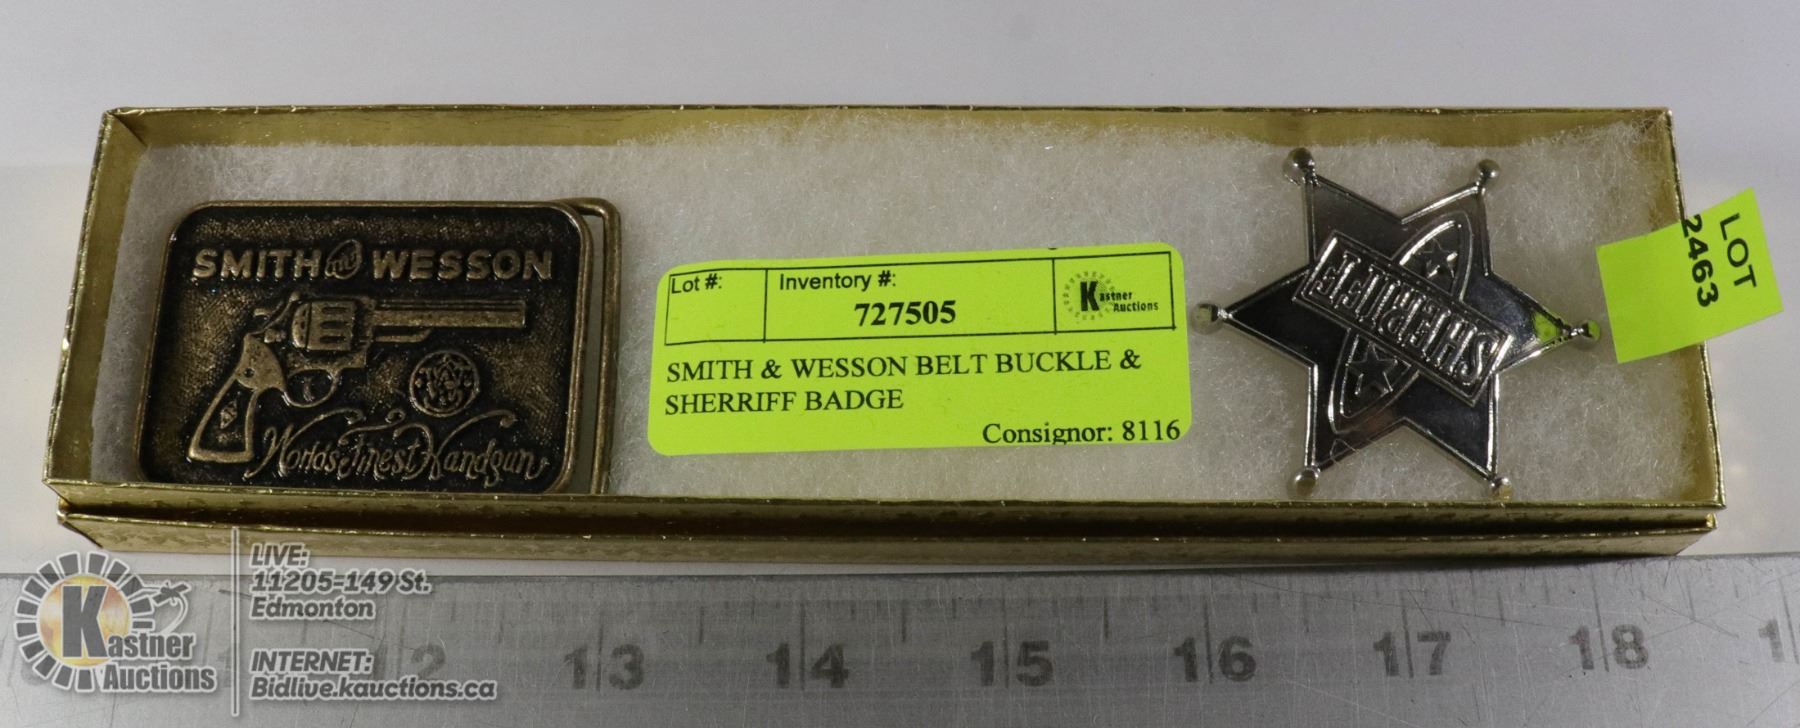 SMITH AND WESSON
World's Finest Handgun
Lot #:
Inventory #:
727505
Kastner
Auctions
SMITH & WESSON BELT BUCKLE &
SHERRIFF BADGE
Consignor: 8116
SHERIFF
LOT
2463
LIVE:
11205-149 St.
Edmonton
INTERNET:
Bidlive.kauctions.ca
Kastner
Auctions
12 13 14 15 16 17 18